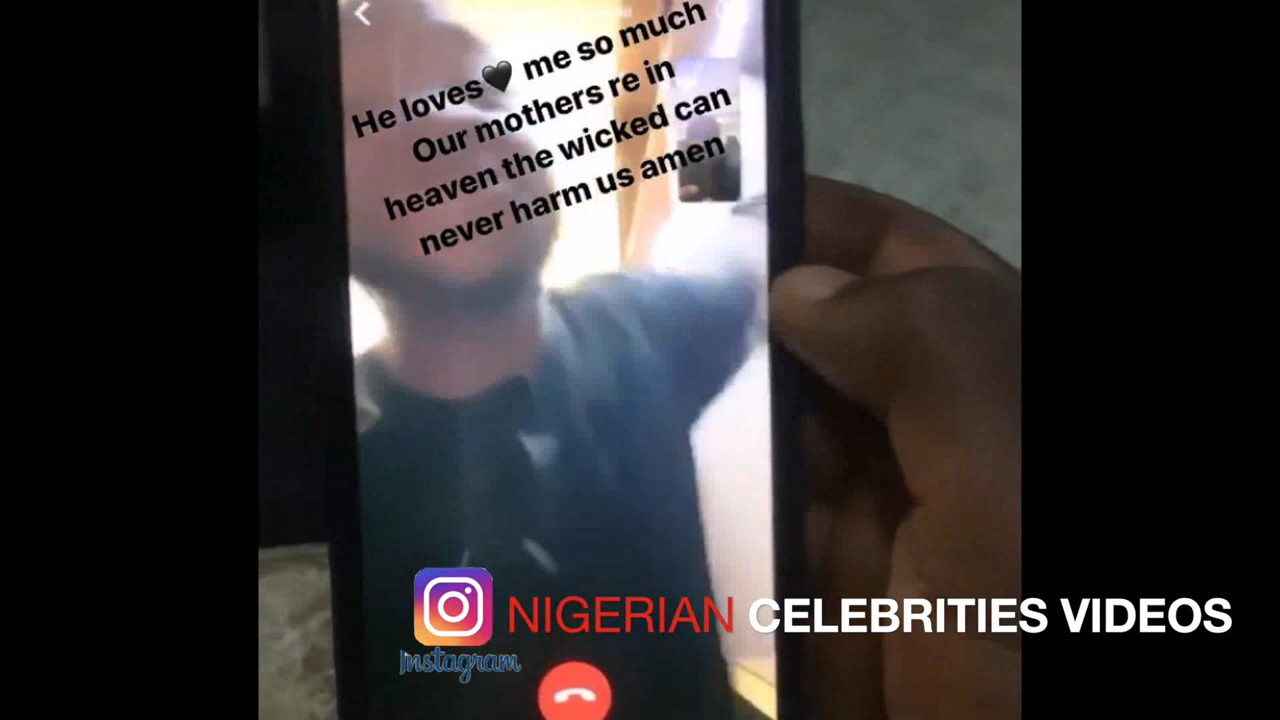 He loves🖤 me so much
Our mothers re in
heaven the wicked can
never harm us amen
NIGERIAN CELEBRITIES VIDEOS
Instagram